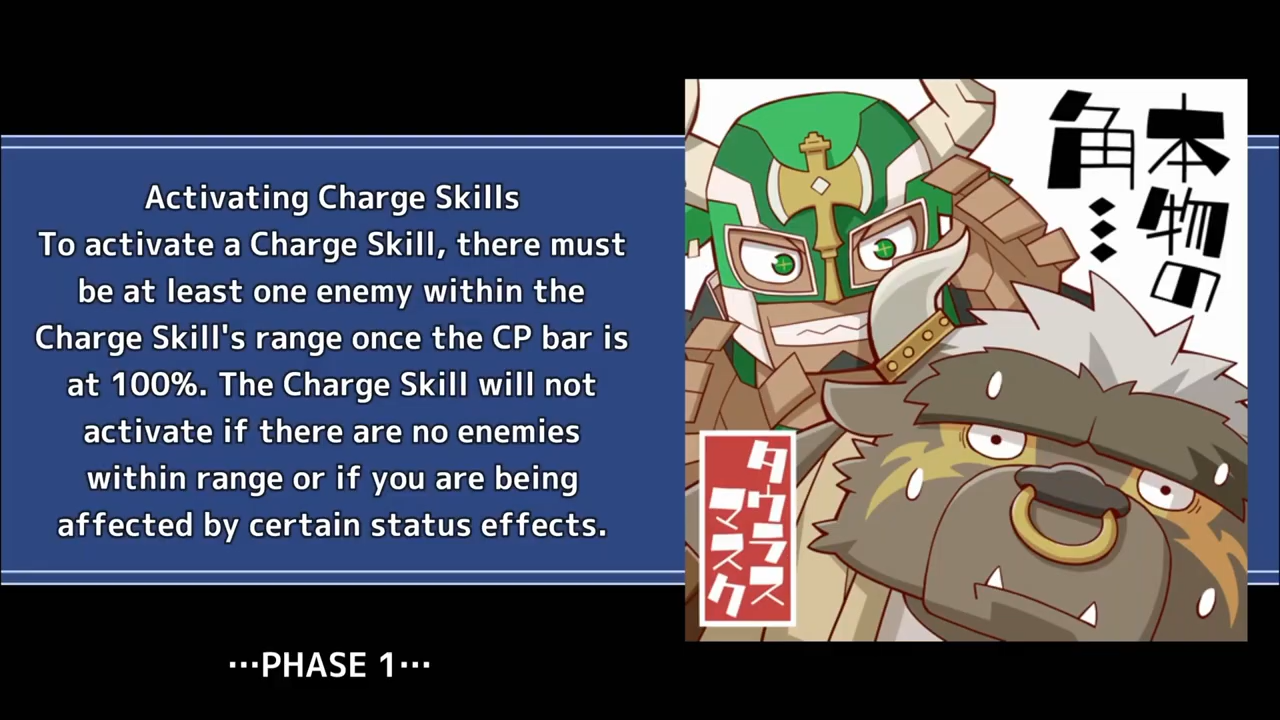 Activating Charge Skills
To activate a Charge Skill, there must
be at least one enemy within the
Charge Skill's range once the CP bar is
at 100%. The Charge Skill will not
activate if there are no enemies
within range or if you are being
affected by certain status effects.
…PHASE 1…
本物の
角…
タウラス
マスク